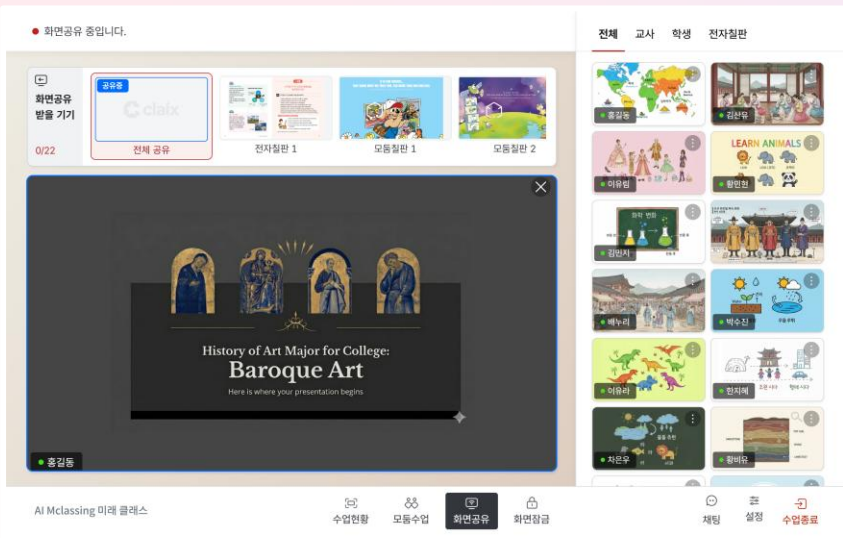 화면공유 중입니다.
화면공유
받을 기기
0/22
공유중
claix
전체 공유
전자칠판 1
모둠칠판 1
모둠칠판 2
History of Art Major for College:
Baroque Art
Here is where your presentation begins
홍길동
전체
교사
학생
전자칠판
홍길동
김산유
이유림
LEARN ANIMALS
황민현
화학 변화
김민지
배누리
박수진
이유라
한지혜
차은우
황비유
AI Mclassing 미래 클래스
수업현황
모둠수업
화면공유
화면잠금
채팅
설정
수업종료